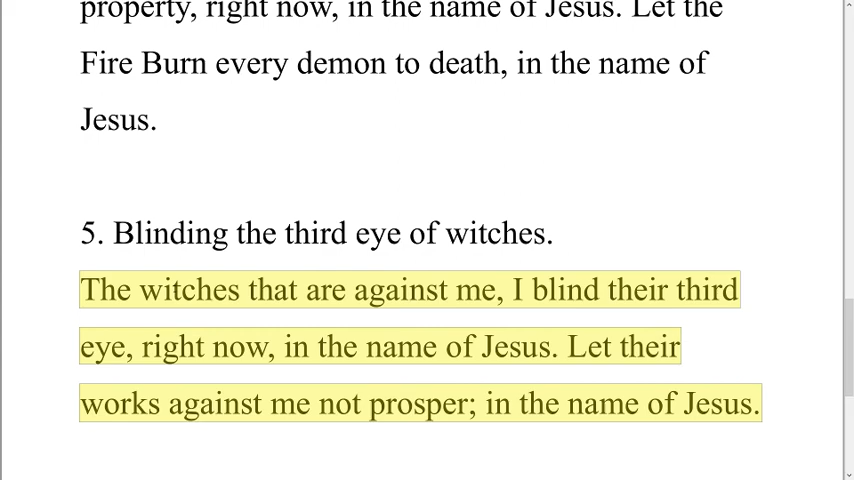 property, right now, in the name of Jesus. Let the
Fire Burn every demon to death, in the name of
Jesus.
5. Blinding the third eye of witches.
The witches that are against me, I blind their third
eye, right now, in the name of Jesus. Let their
works against me not prosper; in the name of Jesus.